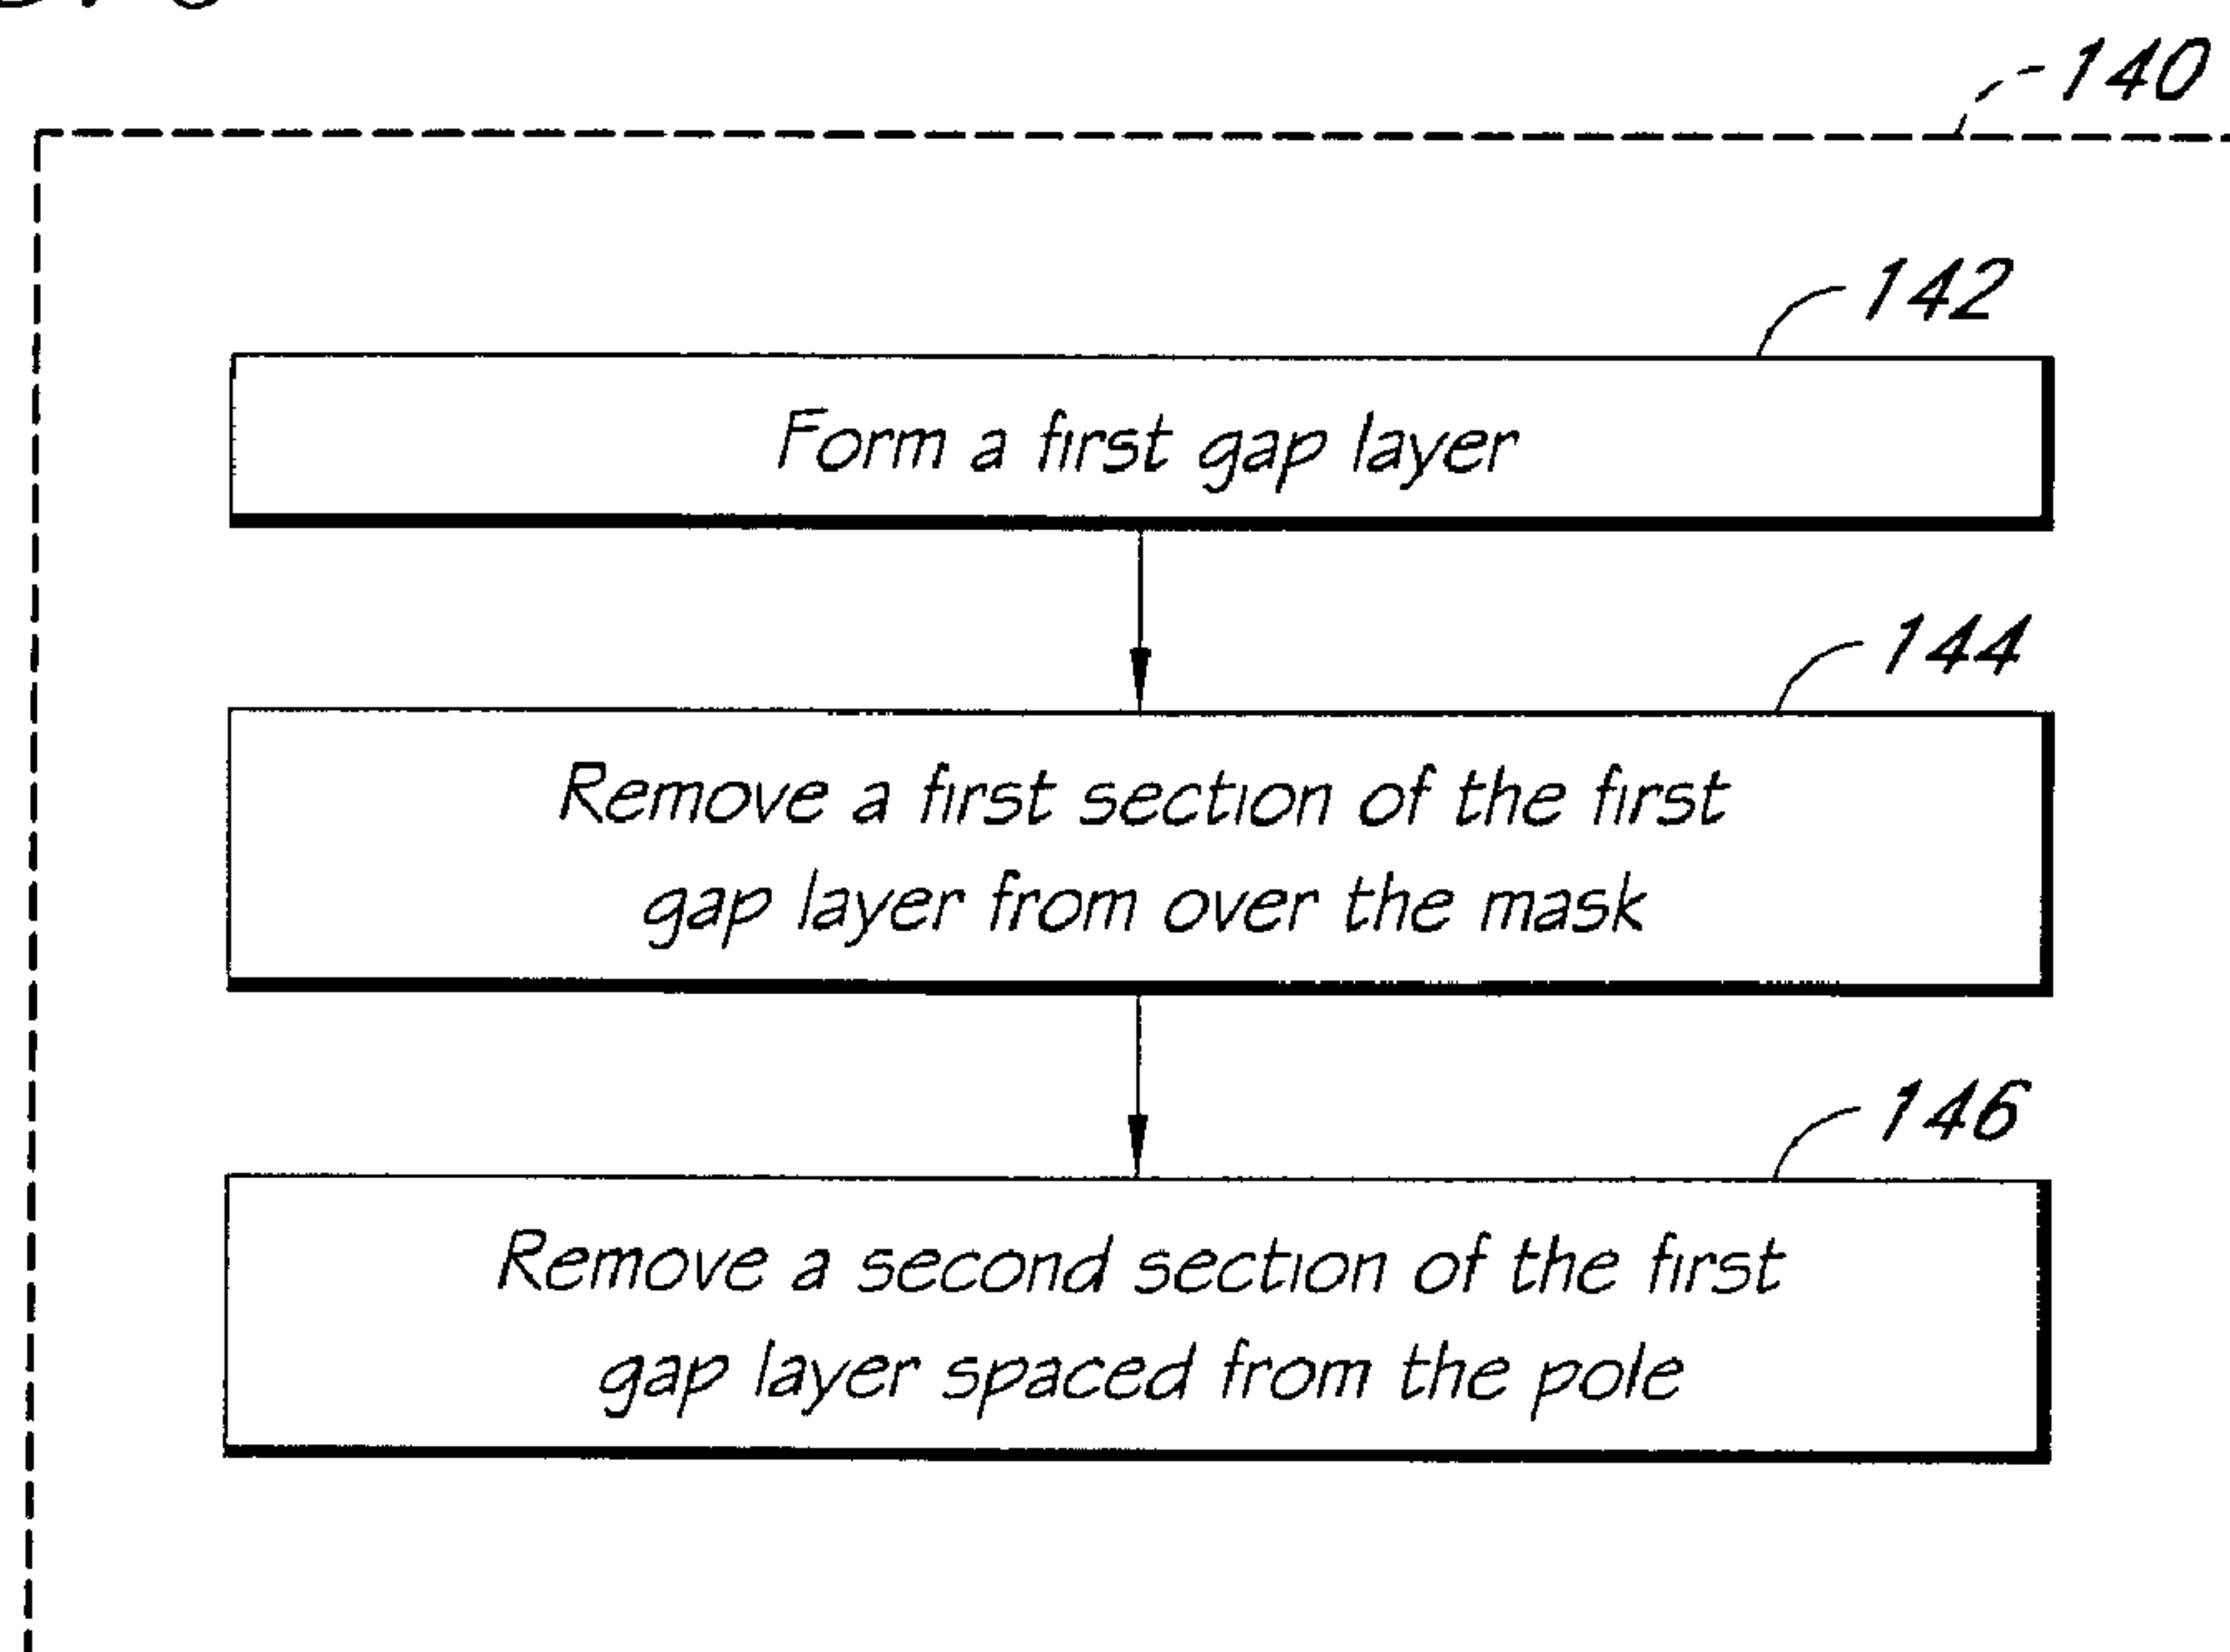 140
142
Form a first gap layer
144
Remove a first section of the first
gap layer from over the mask
146
Remove a second section of the first
gap layer spaced from the pole